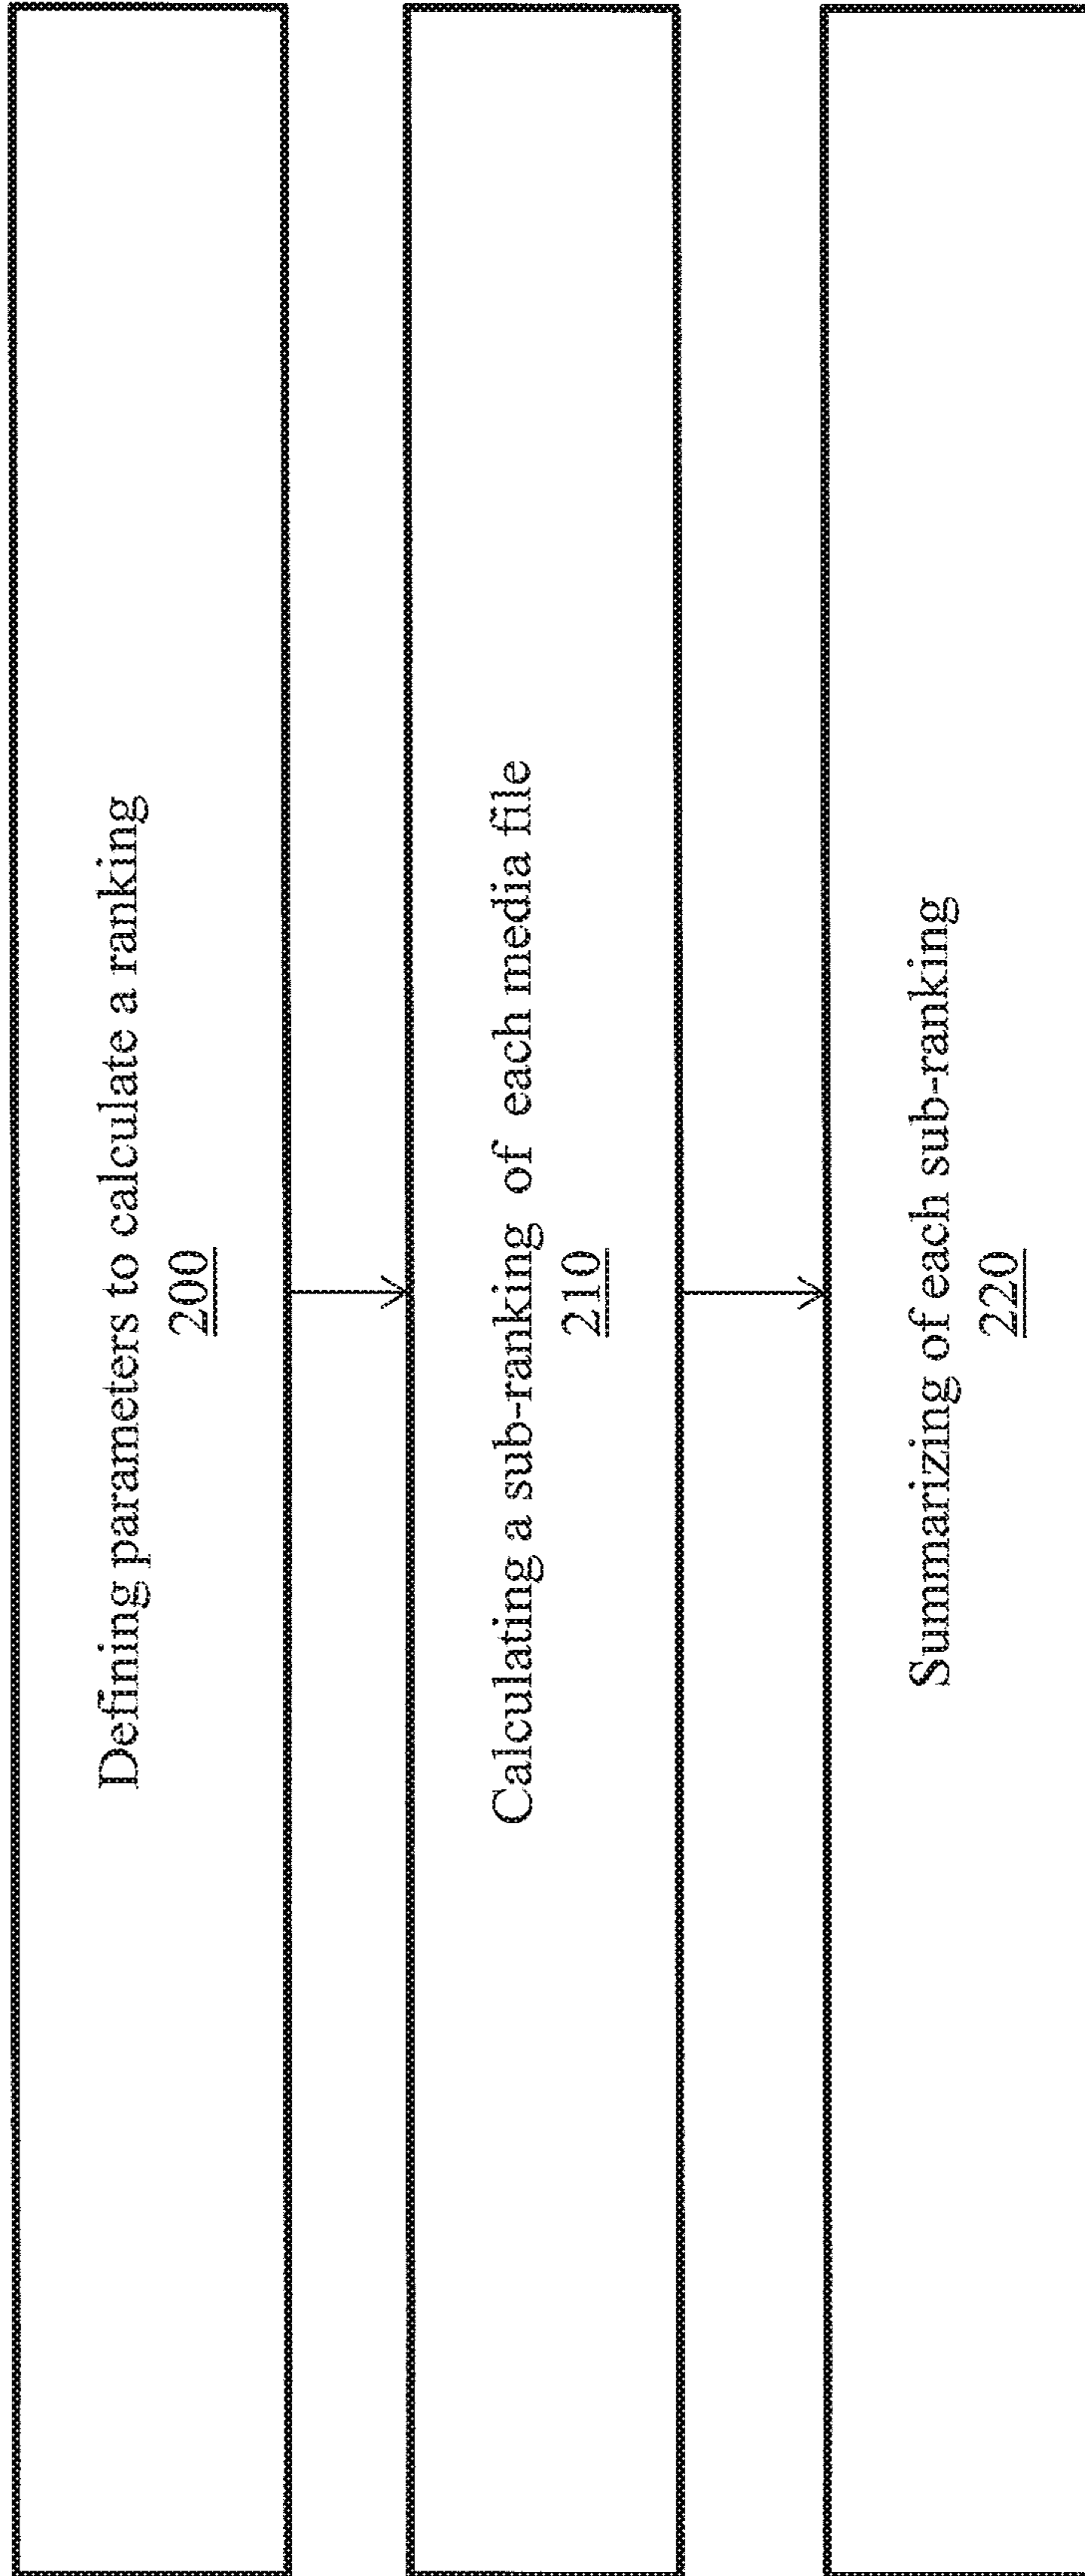 Defining parameters to calculate a ranking
200
Calculating a sub-ranking of each media file
210
Summarizing of each sub-ranking
220